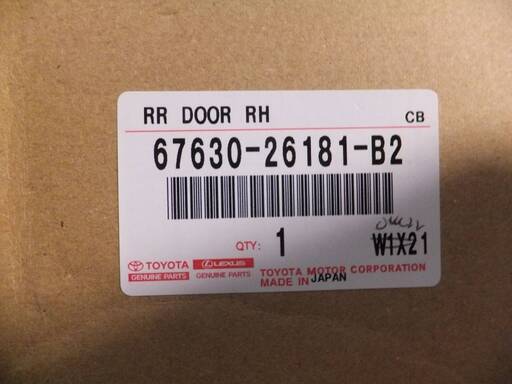 RR DOOR RH CB
67630-26181-B2
QTY: 1 W1X21
TOYOTA LEXUS
GENUINE PARTS GENUINE PARTS
TOYOTA MOTOR CORPORATION
MADE IN JAPAN